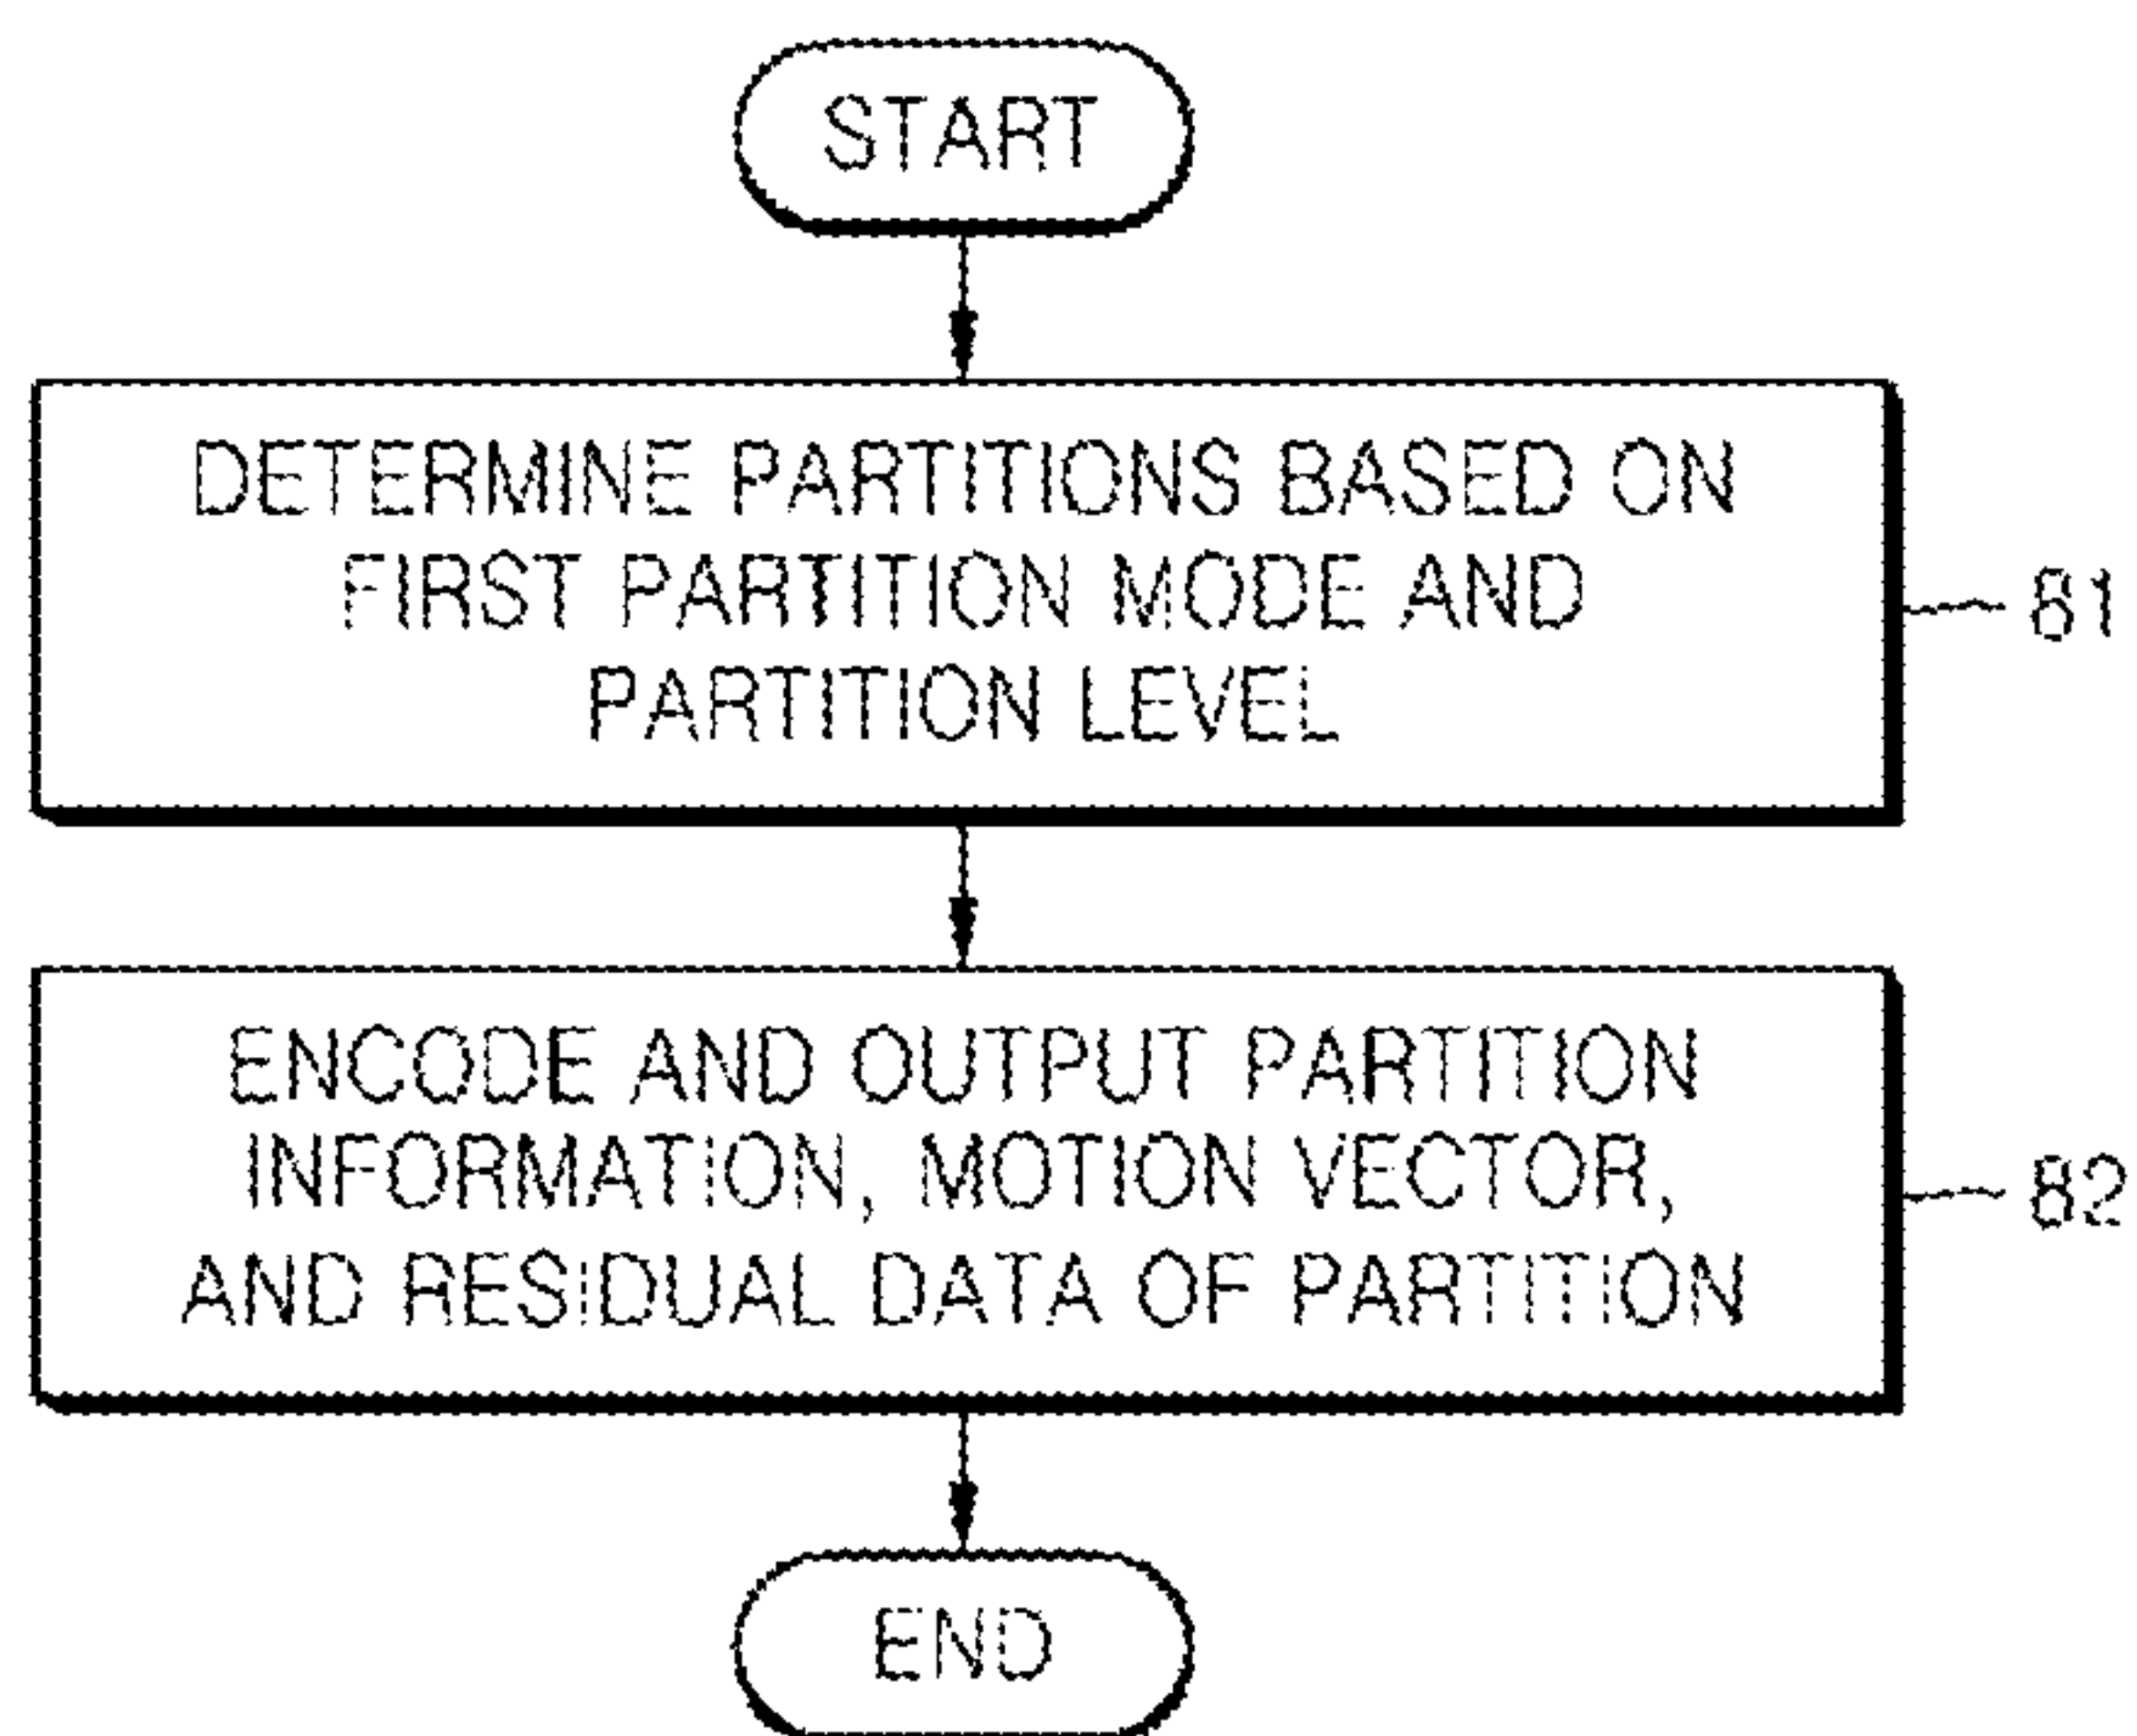 START
DETERMINE PARTITIONS BASED ON
FIRST PARTITION MODE AND
PARTITION LEVEL
81
ENCODE AND OUTPUT PARTITION
INFORMATION, MOTION VECTOR,
AND RESIDUAL DATA OF PARTITION
82
END